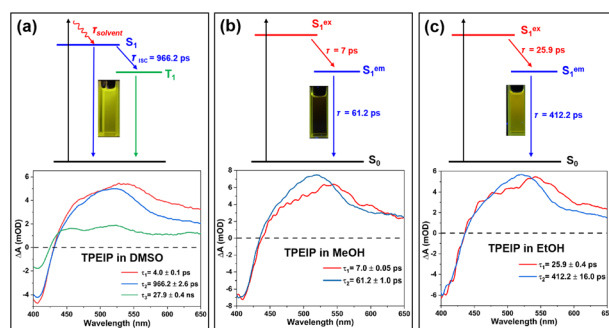 (a)
τsolvent
S1
τ ISC= 966.2 ps
T1
TPEIP in DMSO
τ1= 4.0 ± 0.1 ps
τ2= 966.2 ± 2.6 ps
τ3= 27.9 ± 0.4 ns
ΔA (mOD)
6
4
2
0
-2
-4
400 450 500 550 600 650
Wavelength (nm)
(b)
S1ex
τ = 7 ps
S1em
τ = 61.2 ps
S0
TPEIP in MeOH
τ1= 7.0 ± 0.05 ps
τ2= 61.2 ± 1.0 ps
ΔA (mOD)
8
6
4
2
0
-2
-4
-6
400 450 500 550 600 650
Wavelength (nm)
(c)
S1ex
τ = 25.9 ps
S1em
τ = 412.2 ps
S0
TPEIP in EtOH
τ1= 25.9 ± 0.4 ps
τ2= 412.2 ± 16.0 ps
ΔA (mOD)
6
4
2
0
-2
-4
-6
400 450 500 550 600 650
Wavelength (nm)